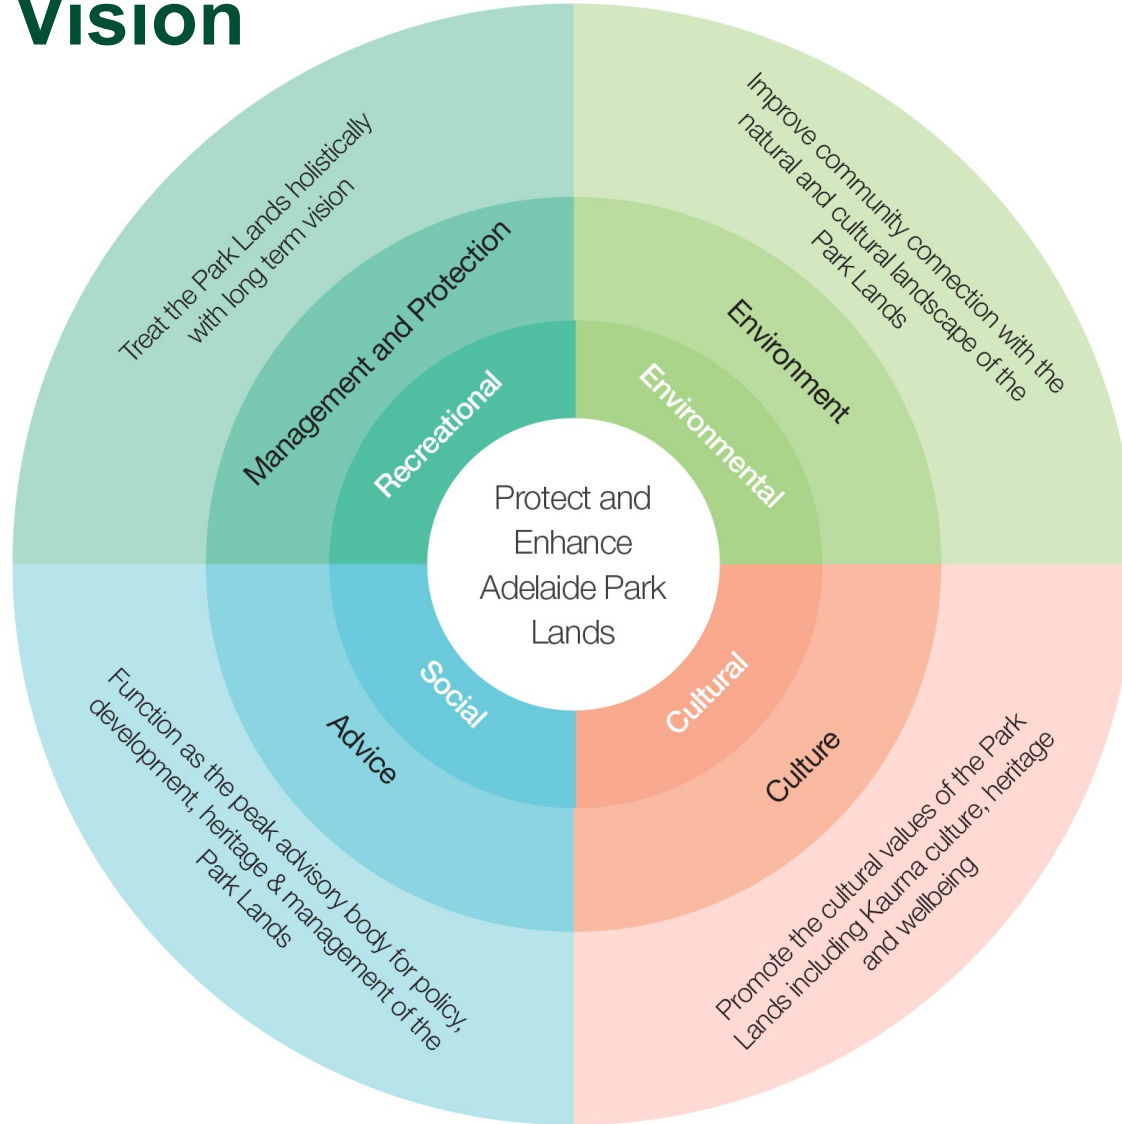 Vision
Treat the Park Lands holistically
with long term vision
Management and Protection
Recreational
Improve community connection with the
natural and cultural landscape of the
Park Lands
Environment
Environmental
Protect and
Enhance
Adelaide Park
Lands
Social
Advice
Function as the peak advisory body for policy,
development, heritage & management of the
Park Lands
Cultural
Culture
Promote the cultural values of the Park
Lands including Kaurna culture, heritage
and wellbeing